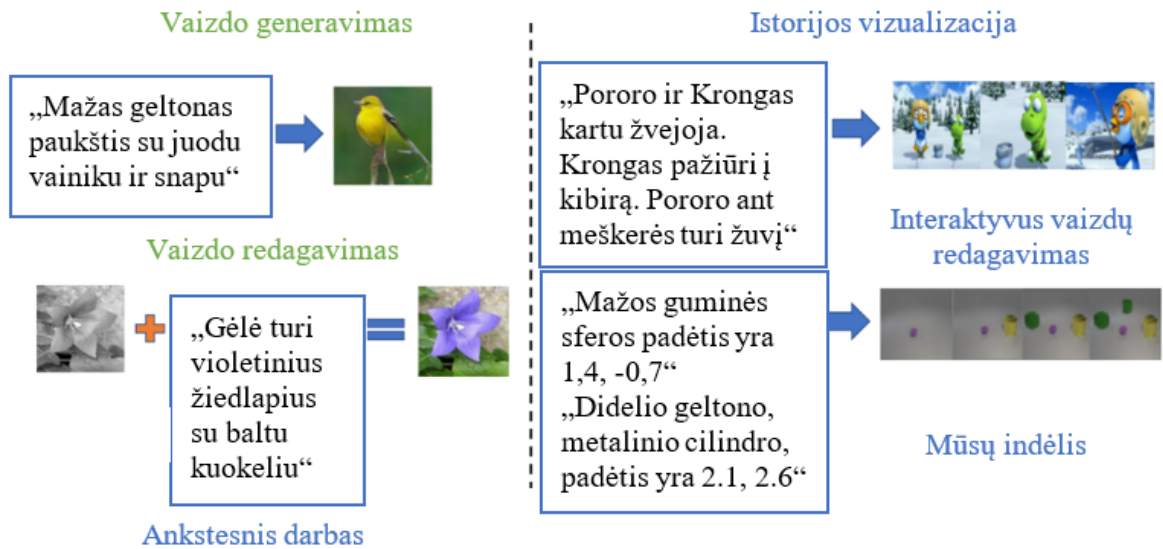 Vaizdo generavimas
„Mažas geltonas
paukštis su juodu
vainiku ir snapu“
Vaizdo redagavimas
„Gėlė turi
violetinius
žiedlapius
su baltu
kuokeliu“
Ankstesnis darbas
Istorijos vizualizacija
„Pororo ir Krongas
kartu žvejoja.
Krongas pažiūri į
kibirą. Pororo ant
meškerės turi žuvį“
Interaktyvus vaizdų
redagavimas
„Mažos guminės
sferos padėtis yra
1,4, -0,7“
„Didelio geltono,
metalinio cilindro,
padėtis yra 2.1, 2.6“
Mūsų indėlis